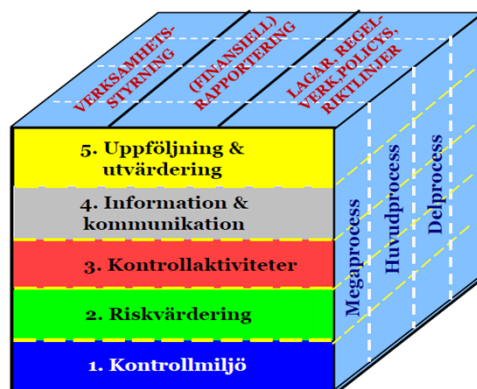 VERKSAMHETS-
STYRNING
(FINANSIELL)
RAPPORTERING
LAGAR, REGEL-
VERK,POLICYS,
RIKTLINJER
5. Uppföljning &
utvärdering
4. Information &
kommunikation
3. Kontrollaktiviteter
2. Riskvärdering
1. Kontrollmiljö
Megaprocess
Huvudprocess
Delprocess